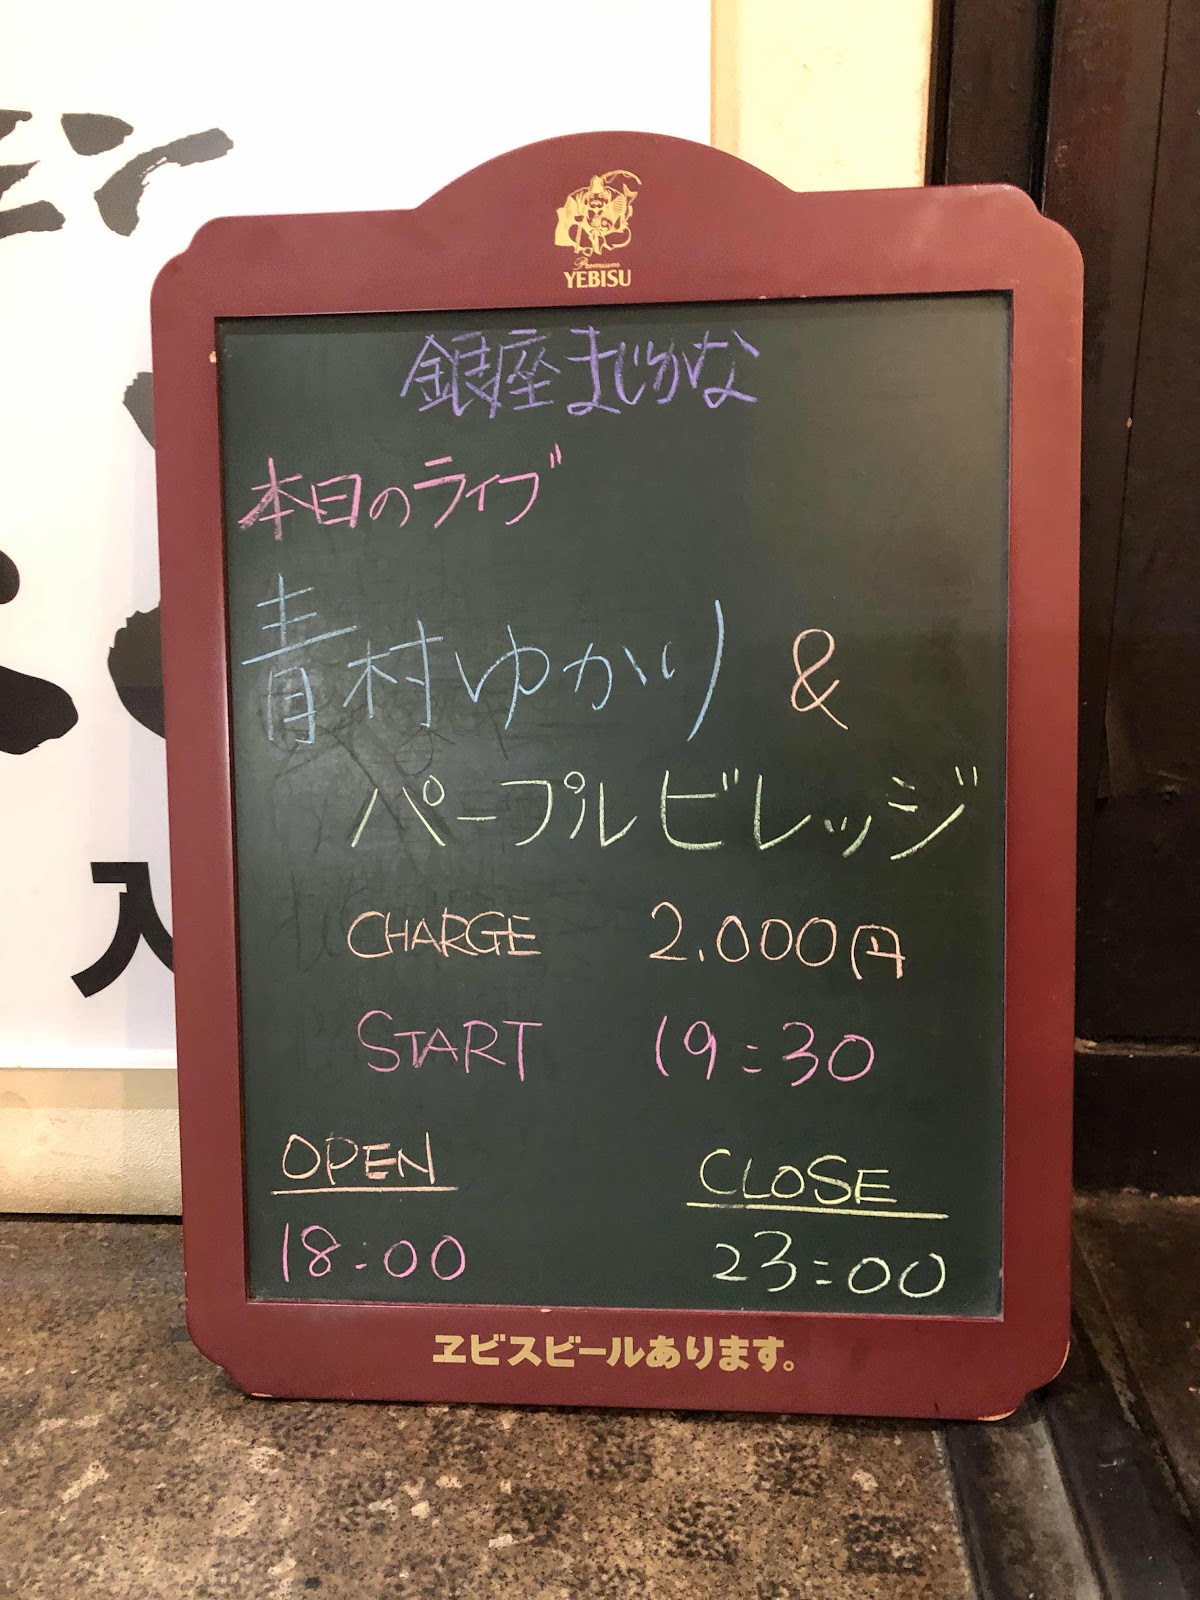 Premium
YEBISU
銀座まじかな
本日のライブ
青村ゆかり &
パープルビレッジ
CHARGE 2.000円
START 19:30
OPEN CLOSE
18:00 23:00
ヱビスビールあります。
入